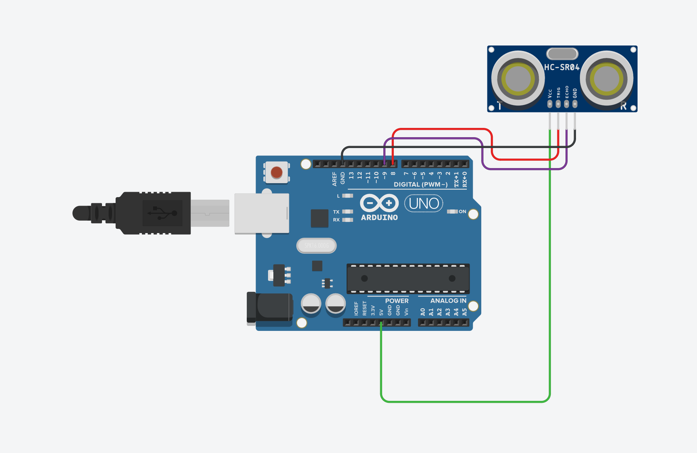 HC-SR04
T
R
VCC
TRIG
ECHO
GND
AREF
GND
13
12
~11
~10
~9
8
7
~6
~5
4
~3
2
TX→1
RX←0
DIGITAL (PWM~)
L
TX
RX
ARDUINO
UNO
ON
POWER
ANALOG IN
IOREF
RESET
3.3V
5V
GND
GND
Vin
A0
A1
A2
A3
A4
A5